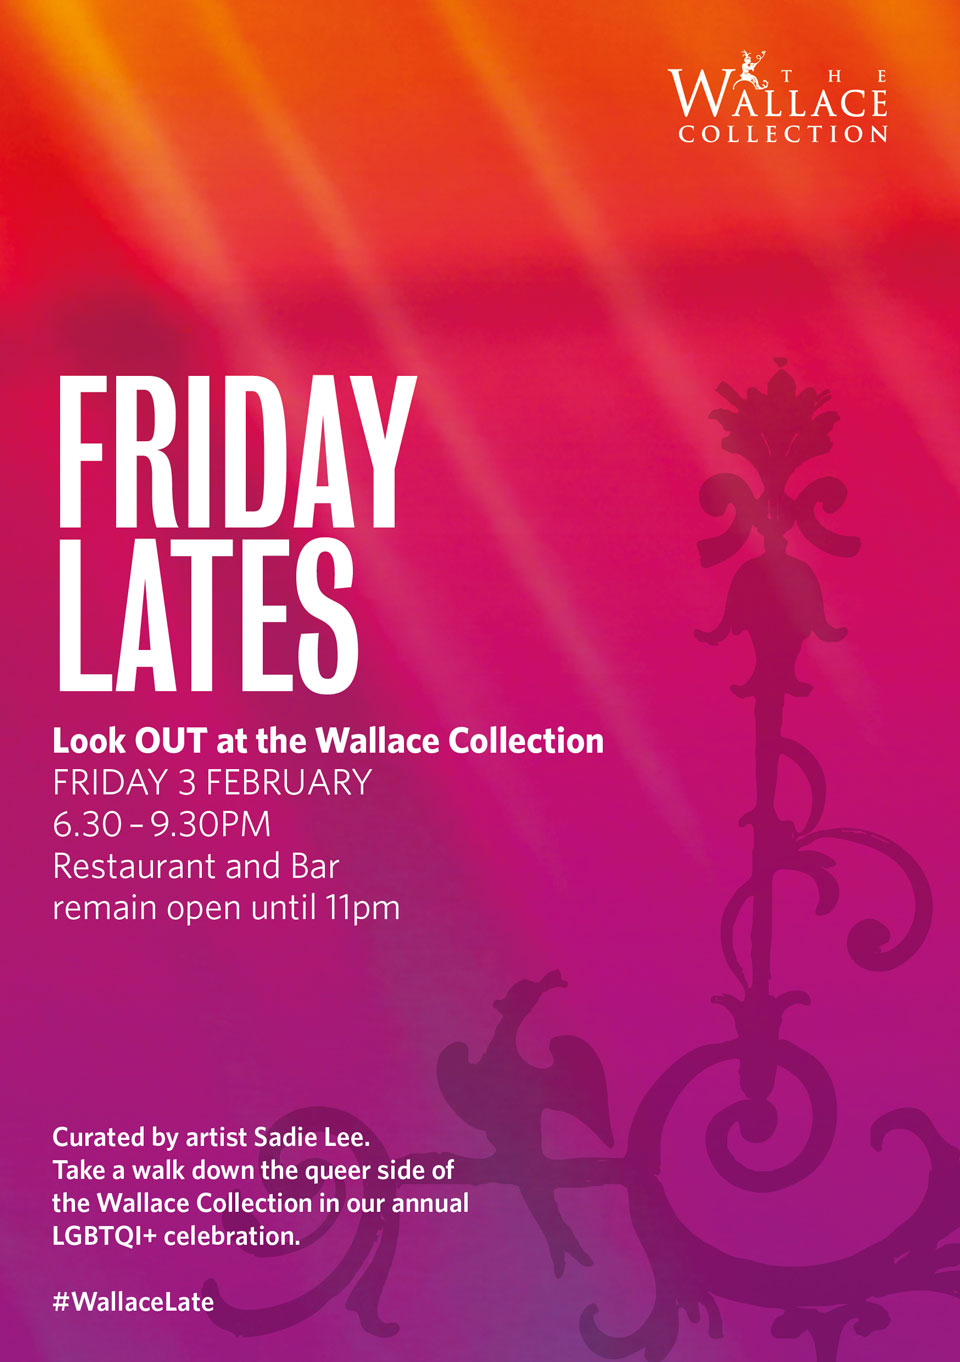 THE
WALLACE
COLLECTION
FRIDAY
LATES
Look OUT at the Wallace Collection
FRIDAY 3 FEBRUARY
6.30 – 9.30PM
Restaurant and Bar
remain open until 11pm
Curated by artist Sadie Lee.
Take a walk down the queer side of
the Wallace Collection in our annual
LGBTQI+ celebration.
#WallaceLate